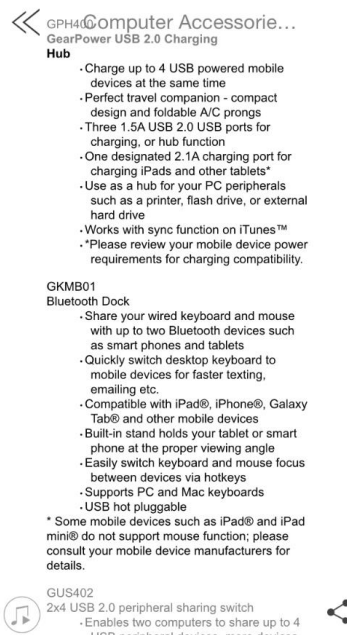 GPH400
Computer Accessorie...
GearPower USB 2.0 Charging
Hub
· Charge up to 4 USB powered mobile
devices at the same time
· Perfect travel companion - compact
design and foldable A/C prongs
· Three 1.5A USB 2.0 USB ports for
charging, or hub function
· One designated 2.1A charging port for
charging iPads and other tablets*
· Use as a hub for your PC peripherals
such as a printer, flash drive, or external
hard drive
· Works with sync function on iTunes™
· *Please review your mobile device power
requirements for charging compatibility.
GKMB01
Bluetooth Dock
· Share your wired keyboard and mouse
with up to two Bluetooth devices such
as smart phones and tablets
· Quickly switch desktop keyboard to
mobile devices for faster texting,
emailing etc.
· Compatible with iPad®, iPhone®, Galaxy
Tab® and other mobile devices
· Built-in stand holds your tablet or smart
phone at the proper viewing angle
· Easily switch keyboard and mouse focus
between devices via hotkeys
· Supports PC and Mac keyboards
· USB hot pluggable
* Some mobile devices such as iPad® and iPad
mini® do not support mouse function; please
consult your mobile device manufacturers for
details.
GUS402
2x4 USB 2.0 peripheral sharing switch
· Enables two computers to share up to 4
USB peripheral devices, more devices